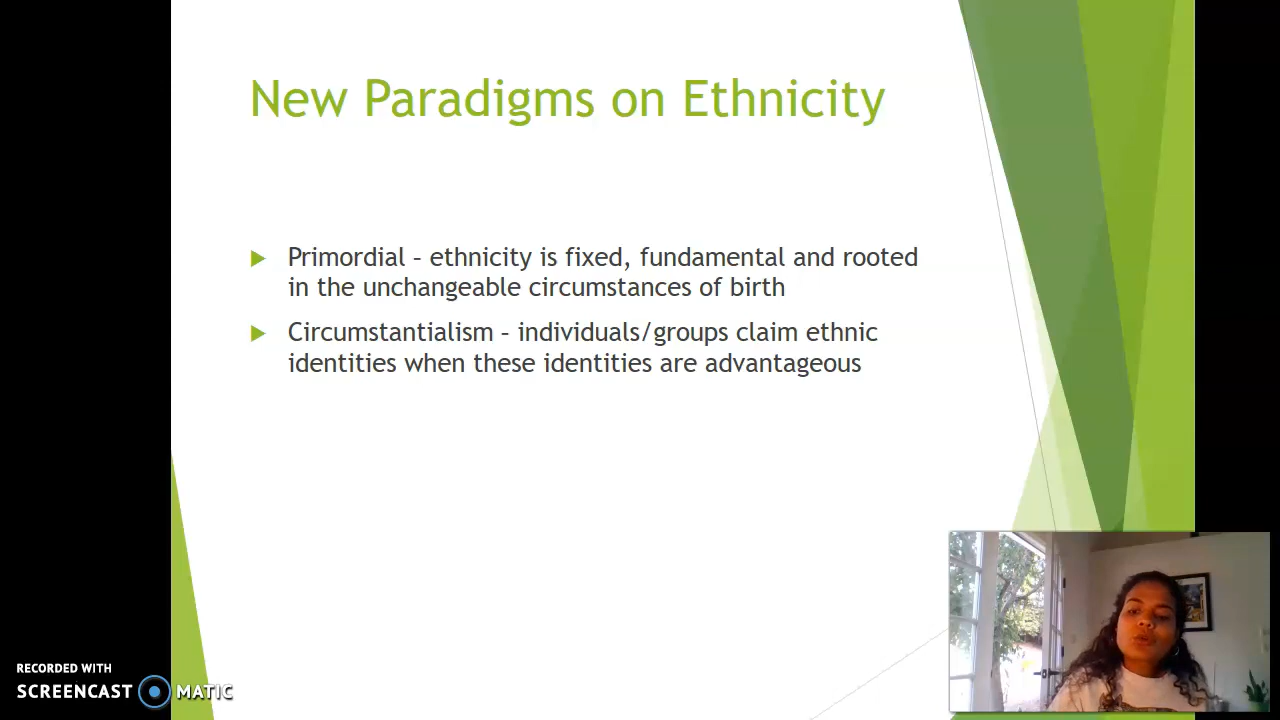 New Paradigms on Ethnicity
Primordial – ethnicity is fixed, fundamental and rooted
in the unchangeable circumstances of birth
Circumstantialism – individuals/groups claim ethnic
identities when these identities are advantageous
RECORDED WITH
SCREENCAST MATIC